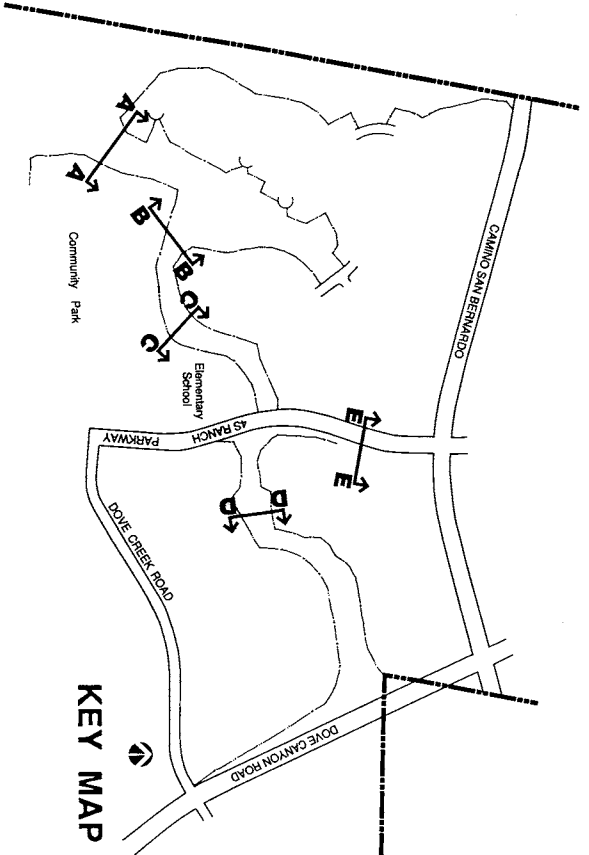 CAMINO SAN BERNARDO
A
A
B
B
C
C
Community Park
Elementary
School
E
E
4S RANCH
PARKWAY
D
D
DOVE CREEK ROAD
DOVE CANYON ROAD
KEY MAP